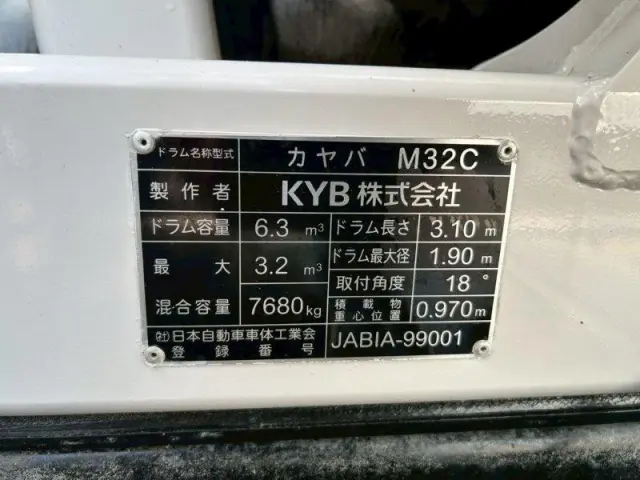 ドラム名称型式 カヤバ M32C
製作者 KYB株式会社
ドラム容量 6.3 m³ ドラム長さ 3.10 m
最大 3.2 m³ ドラム最大径 1.90 m
取付角度 18°
混合容量 7680kg 積載物重心位置 0.970m
㈳日本自動車車体工業会
登録番号 JABIA-99001